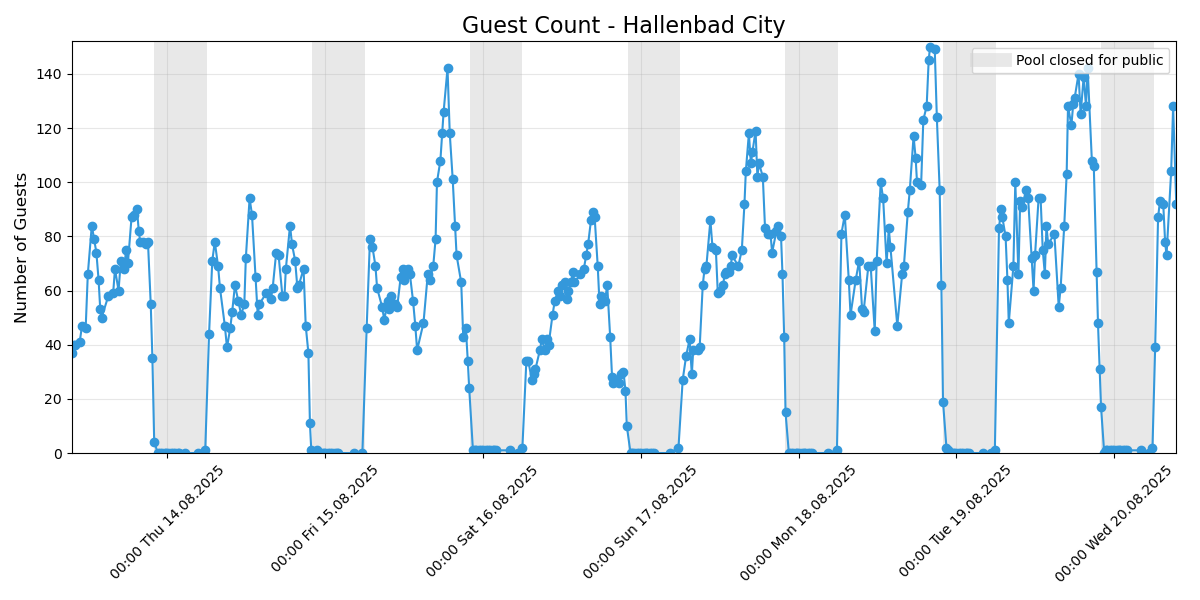 Guest Count - Hallenbad City
Pool closed for public
Number of Guests
140
120
100
80
60
40
20
0
00:00 Thu 14.08.2025
00:00 Fri 15.08.2025
00:00 Sat 16.08.2025
00:00 Sun 17.08.2025
00:00 Mon 18.08.2025
00:00 Tue 19.08.2025
00:00 Wed 20.08.2025